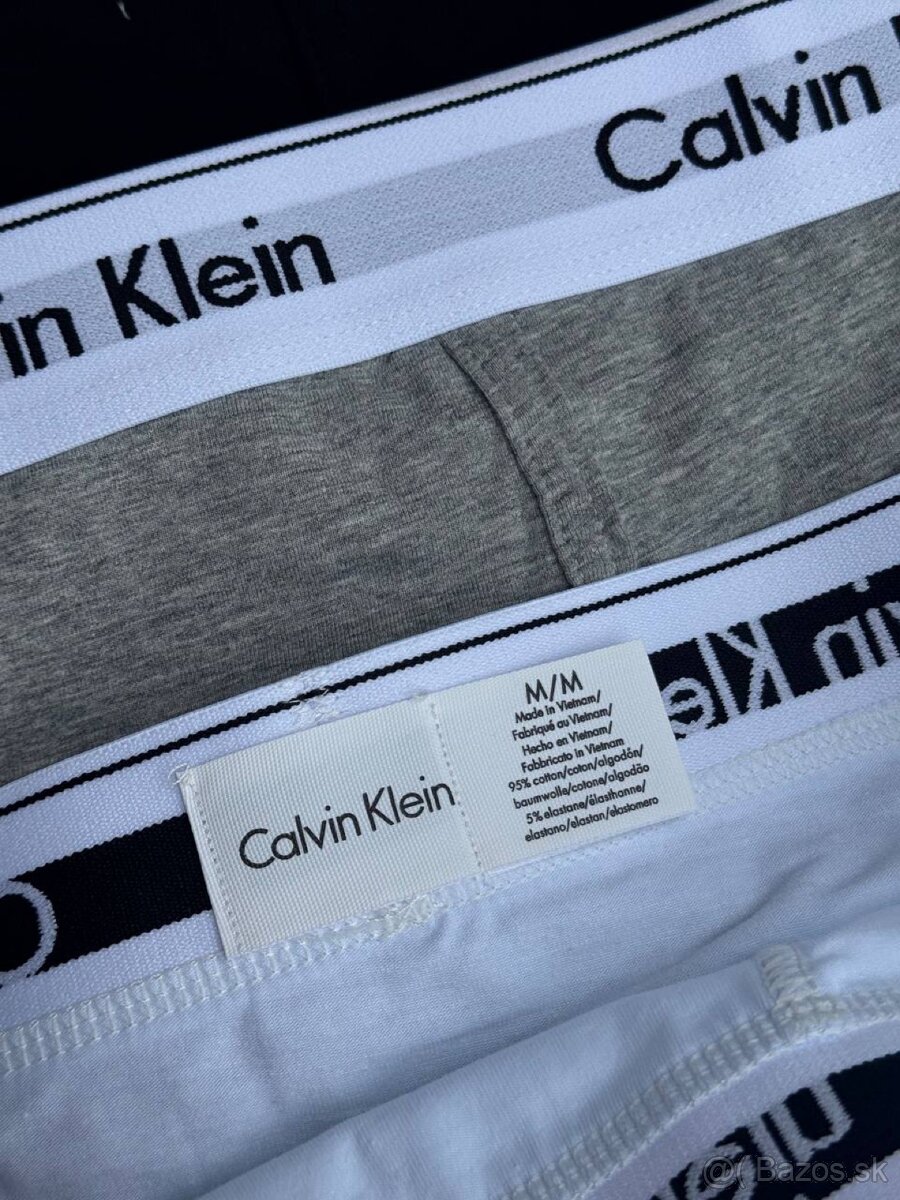 Calvin
in Klein
M/M
Made in Vietnam/
Fabriqué au Vietnam/
Hecho en Vietnam/
Fabbricato in Vietnam
95% cotton/coton/algodón/
baumwolle/cotone/algodão
5% elastane/élasthanne/
elastano/elastan/elastomero
Calvin Klein
@( Bazos.sk